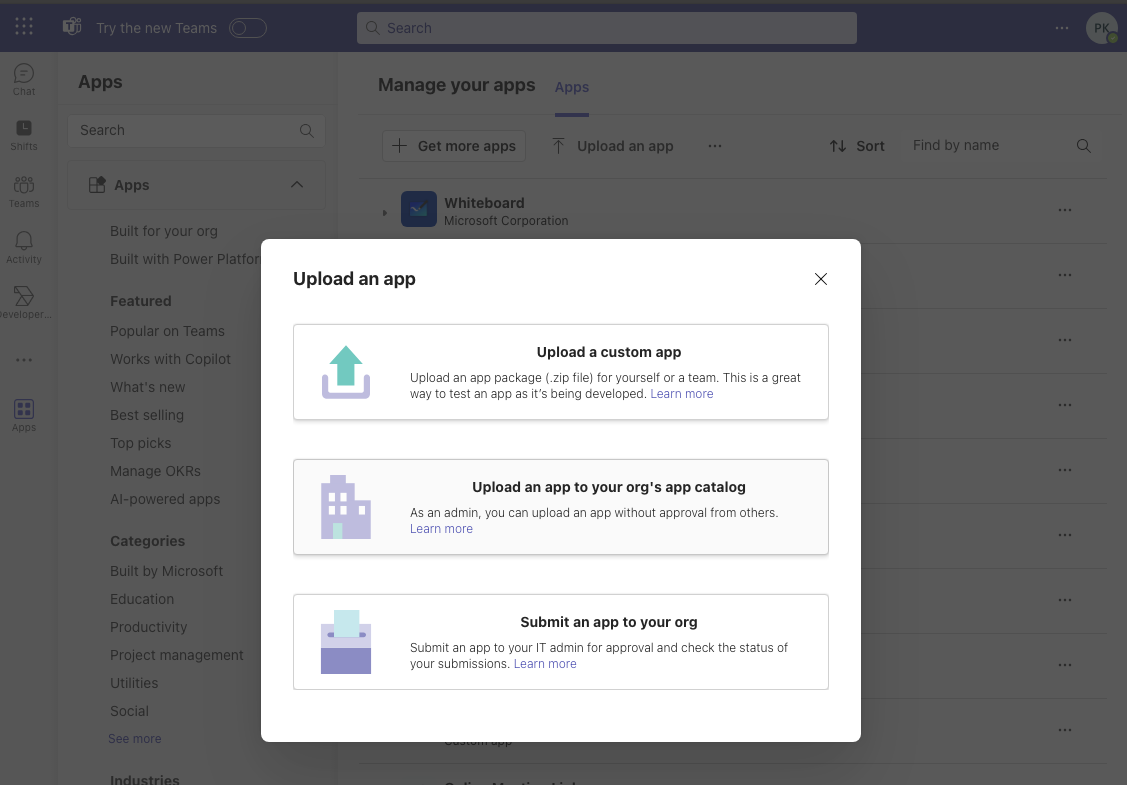 Try the new Teams
Search
PK
Chat
Shifts
Teams
Activity
Developer...
Apps
Apps
Search
Apps
Built for your org
Built with Power
Featured
Popular on Teams
Works with Copilot
What's new
Best selling
Top picks
Manage OKRs
AI-powered apps
Categories
Built by Microsoft
Education
Productivity
Project management
Utilities
Social
See more
Industries
Manage your apps
Apps
Get more apps
Upload an app
Sort
Find by name
Whiteboard
Microsoft Corporation
Upload an app
Upload a custom app
Upload an app package (.zip file) for yourself or a team. This is a great
way to test an app as it’s being developed. Learn more
Upload an app to your org's app catalog
As an admin, you can upload an app without approval from others.
Learn more
Submit an app to your org
Submit an app to your IT admin for approval and check the status of
your submissions. Learn more